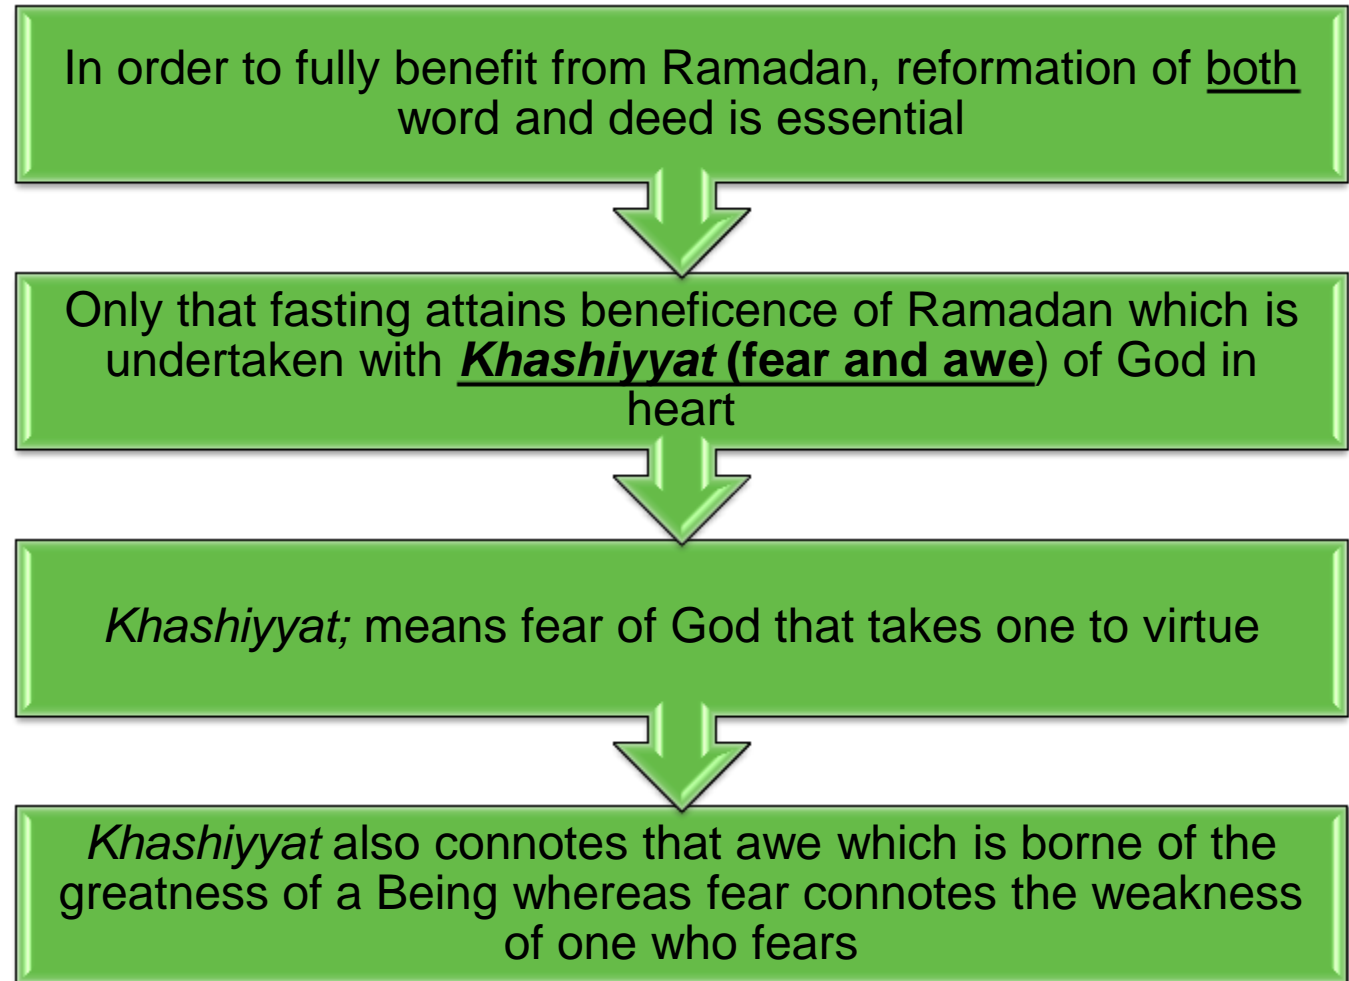 In order to fully benefit from Ramadan, reformation of both
word and deed is essential
Only that fasting attains beneficence of Ramadan which is
undertaken with Khashiyyat (fear and awe) of God in
heart
Khashiyyat; means fear of God that takes one to virtue
Khashiyyat also connotes that awe which is borne of the
greatness of a Being whereas fear connotes the weakness
of one who fears